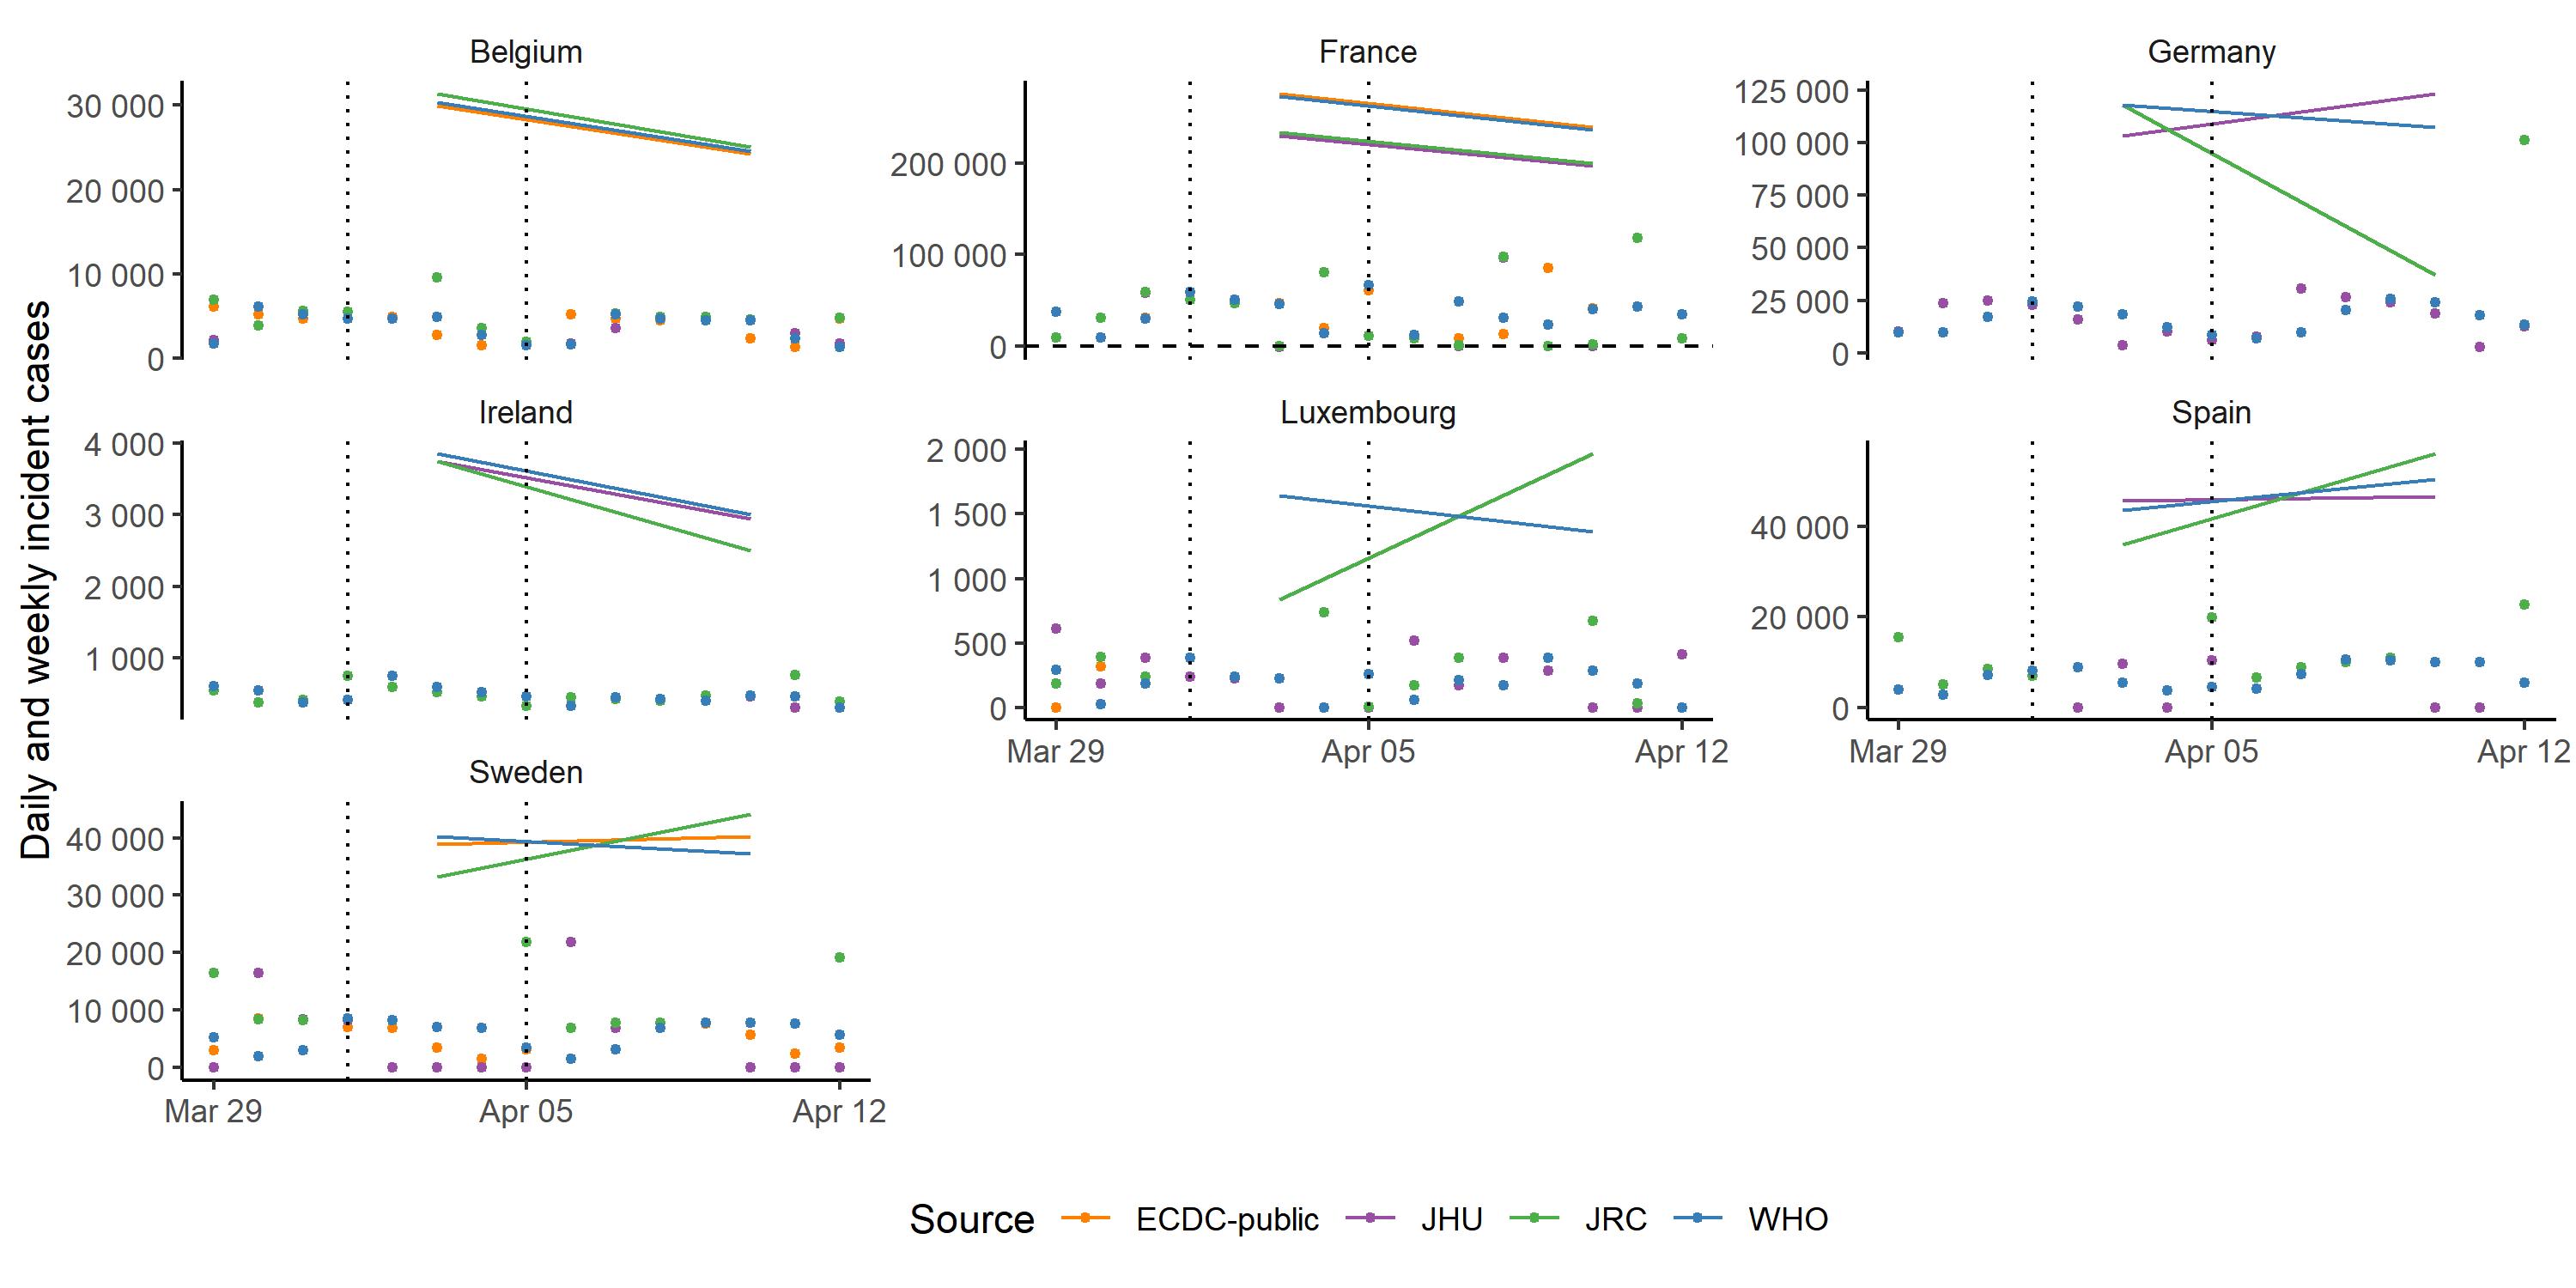 Daily and weekly incident cases
Belgium
30 000
20 000
10 000
0
France
200 000
100 000
0
Germany
125 000
100 000
75 000
50 000
25 000
0
Ireland
4 000
3 000
2 000
1 000
Luxembourg
2 000
1 500
1 000
500
0
Mar 29 Apr 05 Apr 12
Spain
40 000
20 000
0
Mar 29 Apr 05 Apr 12
Sweden
40 000
30 000
20 000
10 000
0
Mar 29 Apr 05 Apr 12
Source ECDC-public JHU JRC WHO